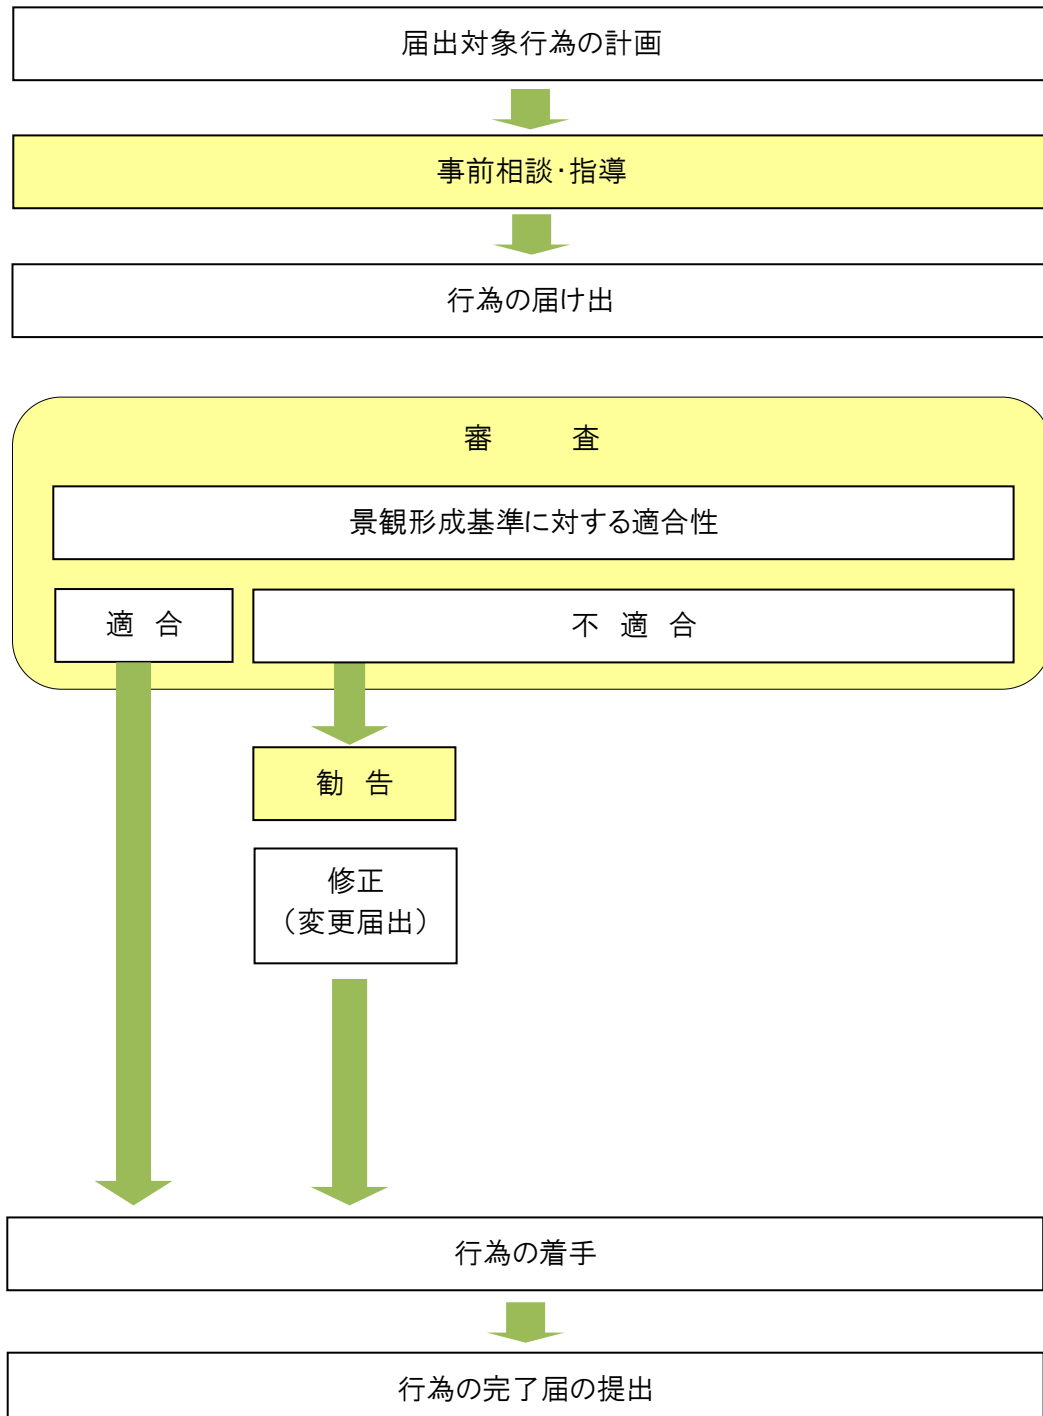 届出対象行為の計画
事前相談・指導
行為の届け出
審　査
景観形成基準に対する適合性
適 合
不 適 合
勧 告
修正
（変更届出）
行為の着手
行為の完了届の提出